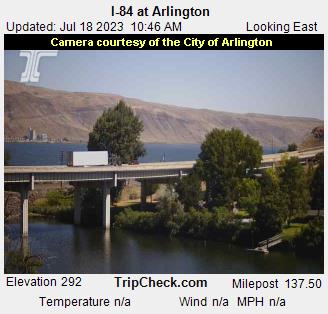 I-84 at Arlington
Updated: Jul 18 2023 10:46 AM Looking East
Camera courtesy of the City of Arlington
Elevation 292 TripCheck.com Milepost 137.50
Temperature n/a Wind n/a MPH n/a